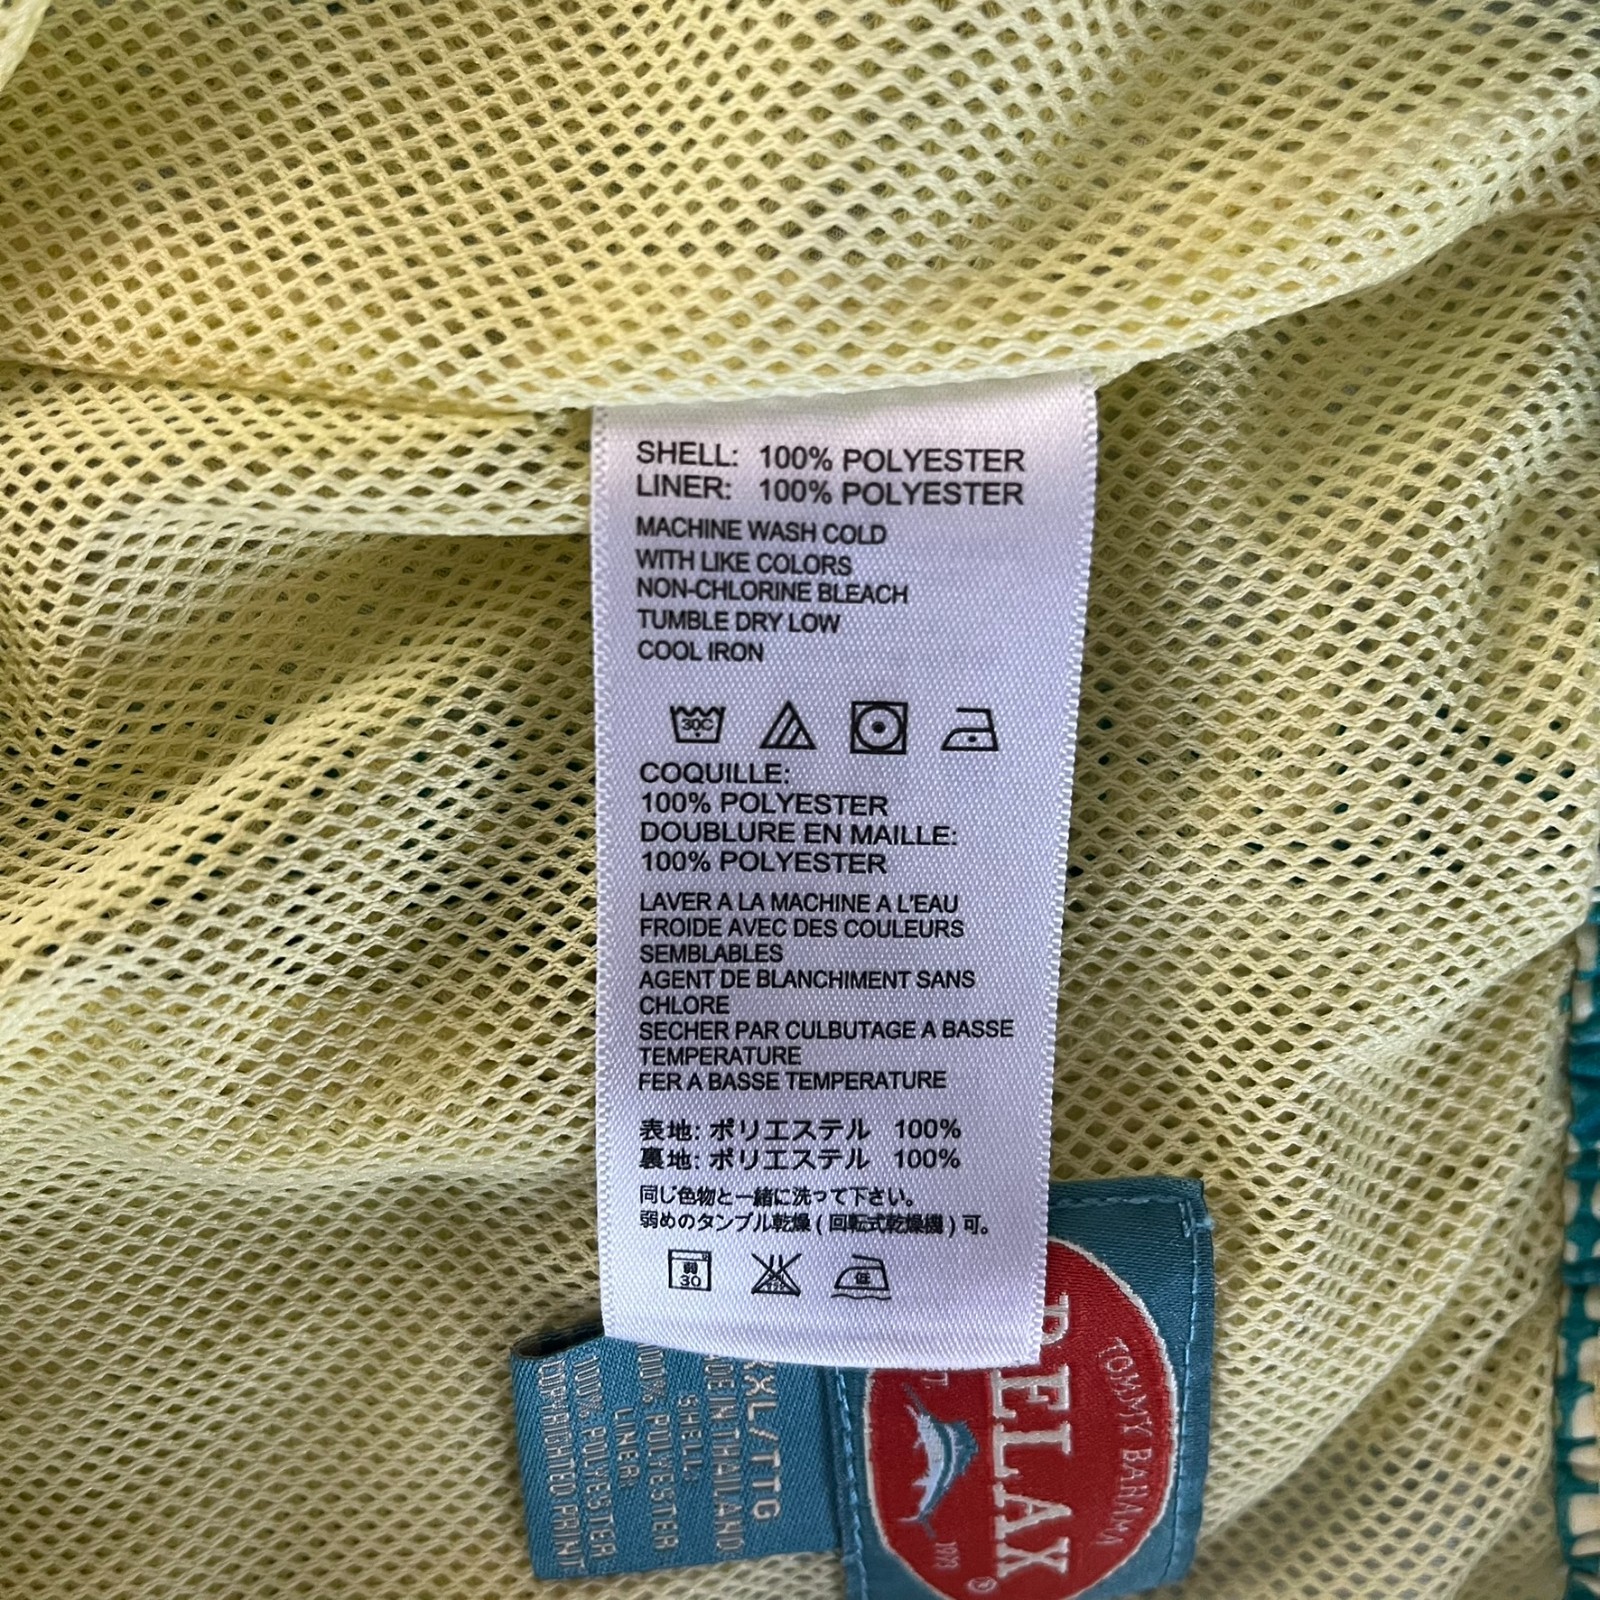 SHELL: 100% POLYESTER
LINER: 100% POLYESTER
MACHINE WASH COLD
WITH LIKE COLORS
NON-CHLORINE BLEACH
TUMBLE DRY LOW
COOL IRON
30C
COQUILLE:
100% POLYESTER
DOUBLURE EN MAILLE:
100% POLYESTER
LAVER A LA MACHINE A L'EAU
FROIDE AVEC DES COULEURS
SEMBLABLES
AGENT DE BLANCHIMENT SANS
CHLORE
SECHER PAR CULBUTAGE A BASSE
TEMPERATURE
FER A BASSE TEMPERATURE
表地: ポリエステル 100%
裏地: ポリエステル 100%
同じ色物と一緒に洗って下さい。
弱めのタンブル乾燥 ( 回転式乾燥機 ) 可。
弱
30
低
XXL/TTG
MADE IN THAILAND
SHELL:
100% POLYESTER
LINER:
100% POLYESTER
COPYRIGHTED PRINT
TOMMY BAHAMA
RELAX
®
1993